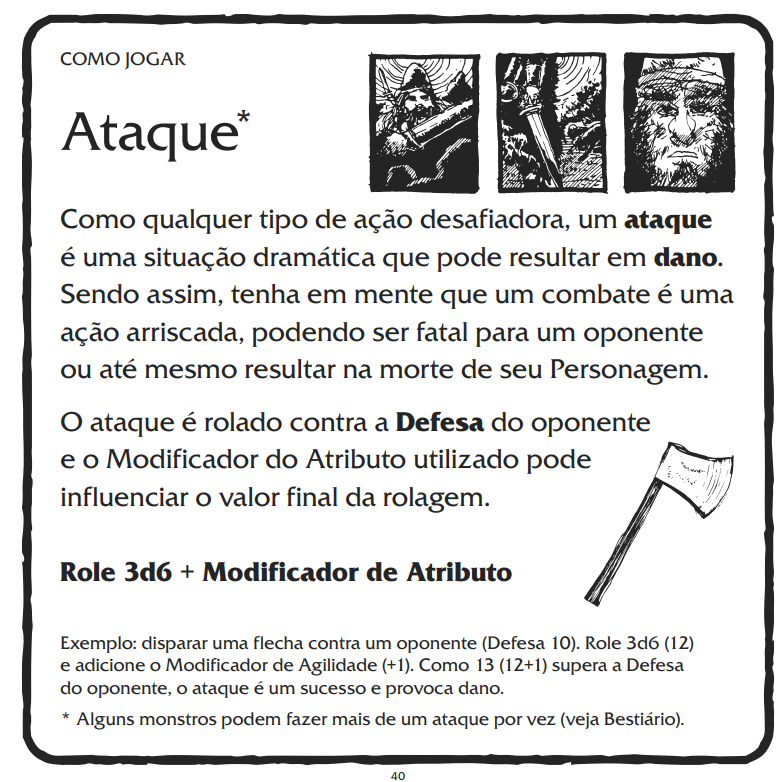 COMO JOGAR
Ataque*
Como qualquer tipo de ação desafiadora, um ataque
é uma situação dramática que pode resultar em dano.
Sendo assim, tenha em mente que um combate é uma
ação arriscada, podendo ser fatal para um oponente
ou até mesmo resultar na morte de seu Personagem.
O ataque é rolado contra a Defesa do oponente
e o Modificador do Atributo utilizado pode
influenciar o valor final da rolagem.
Role 3d6 + Modificador de Atributo
Exemplo: disparar uma flecha contra um oponente (Defesa 10). Role 3d6 (12)
e adicione o Modificador de Agilidade (+1). Como 13 (12+1) supera a Defesa
do oponente, o ataque é um sucesso e provoca dano.
* Alguns monstros podem fazer mais de um ataque por vez (veja Bestiário).
40